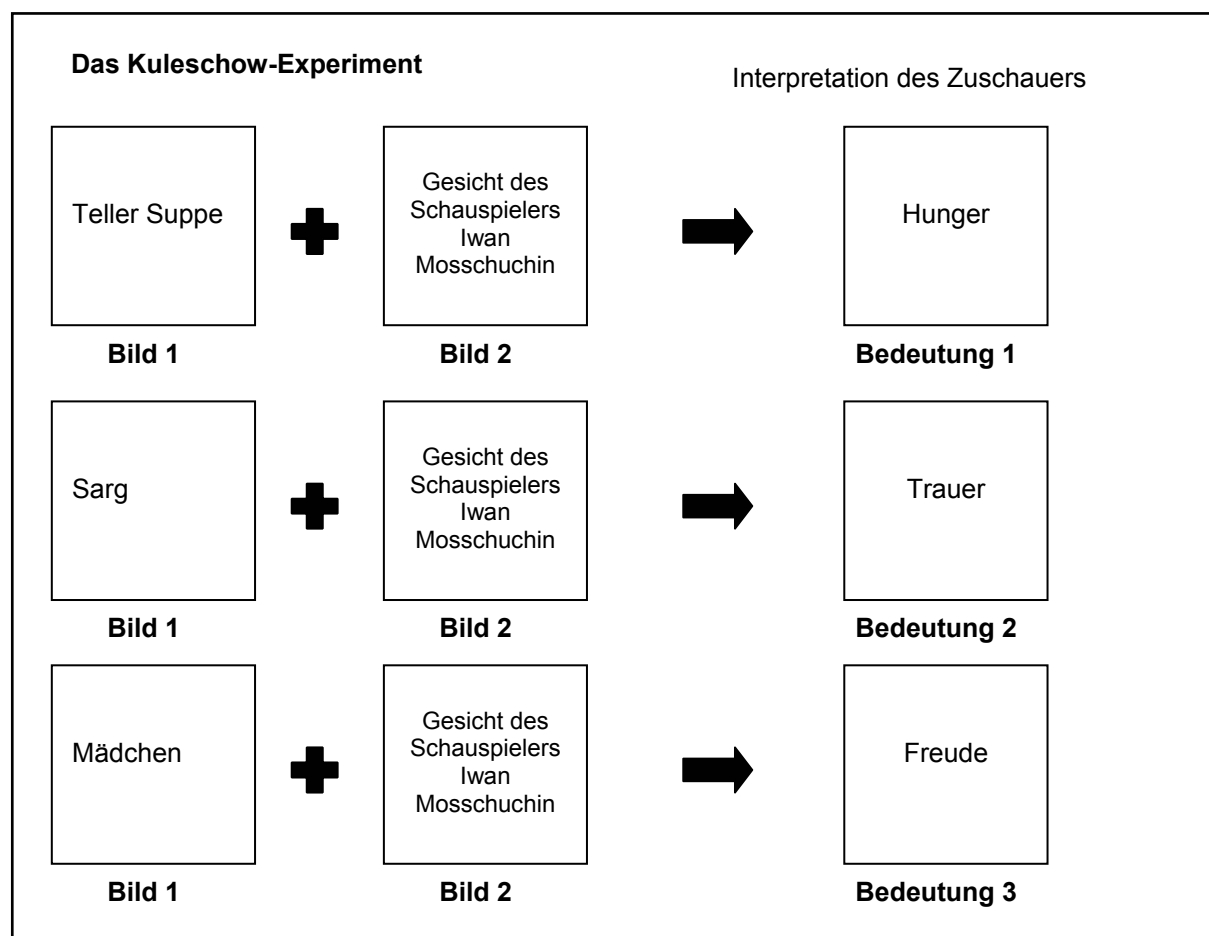 Das Kuleschow-Experiment
Interpretation des Zuschauers
Teller Suppe
Gesicht des
Schauspielers
Iwan
Mosschuchin
Hunger
Bild 1
Bild 2
Bedeutung 1
Sarg
Gesicht des
Schauspielers
Iwan
Mosschuchin
Trauer
Bild 1
Bild 2
Bedeutung 2
Mädchen
Gesicht des
Schauspielers
Iwan
Mosschuchin
Freude
Bild 1
Bild 2
Bedeutung 3